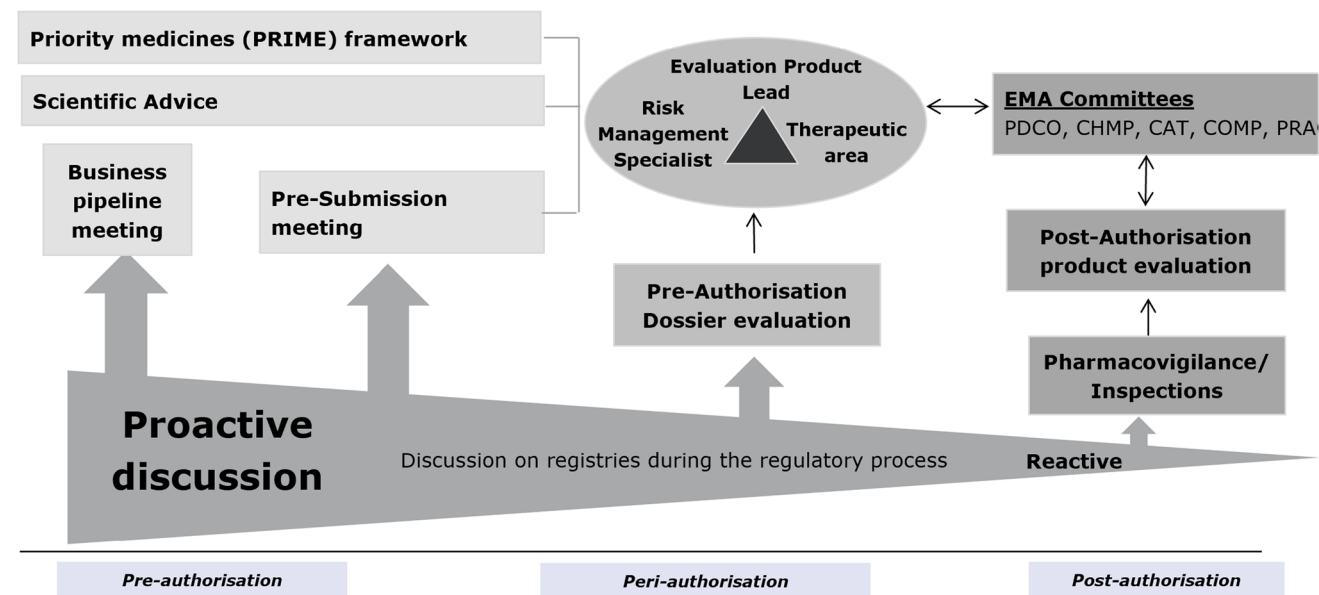 Priority medicines (PRIME) framework
Scientific Advice
Business
pipeline
meeting
Pre-Submission
meeting
Evaluation Product
Lead
Risk
Management
Specialist
Therapeutic
area
EMA Committees
PDCO, CHMP, CAT, COMP,
Pre-Authorisation
Dossier evaluation
Post-Authorisation
product evaluation
Pharmacovigilance/
Inspections
Proactive
discussion
Discussion on registries during the regulatory process
Reactive
Pre-authorisation
Peri-authorisation
Post-authorisation